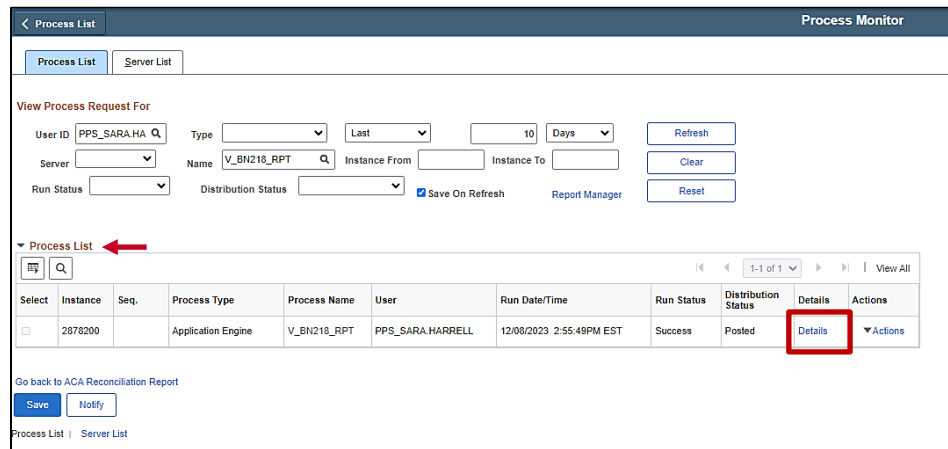 Process List
Process Monitor
Process List Server List
View Process Request For
User ID PPS_SARA.HA Type Last 10 Days Refresh
Server Name V_BN218_RPT Instance From Instance To Clear
Run Status Distribution Status Save On Refresh Report Manager Reset
Process List
1-1 of 1 View All
Select Instance Seq. Process Type Process Name User Run Date/Time Run Status Distribution Status Details Actions
2878200 Application Engine V_BN218_RPT PPS_SARA.HARRELL 12/08/2023 2:55:49PM EST Success Posted Details Actions
Go back to ACA Reconciliation Report
Save Notify
Process List | Server List